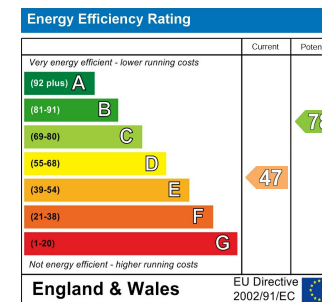 Energy Efficiency Rating
Current
Very energy efficient - lower running costs
(92 plus) A
(81-91) B
(69-80) C
(55-68) D
(39-54) E
(21-38) F
(1-20) G
47
Not energy efficient - higher running costs
England & Wales
EU Directive
2002/91/EC